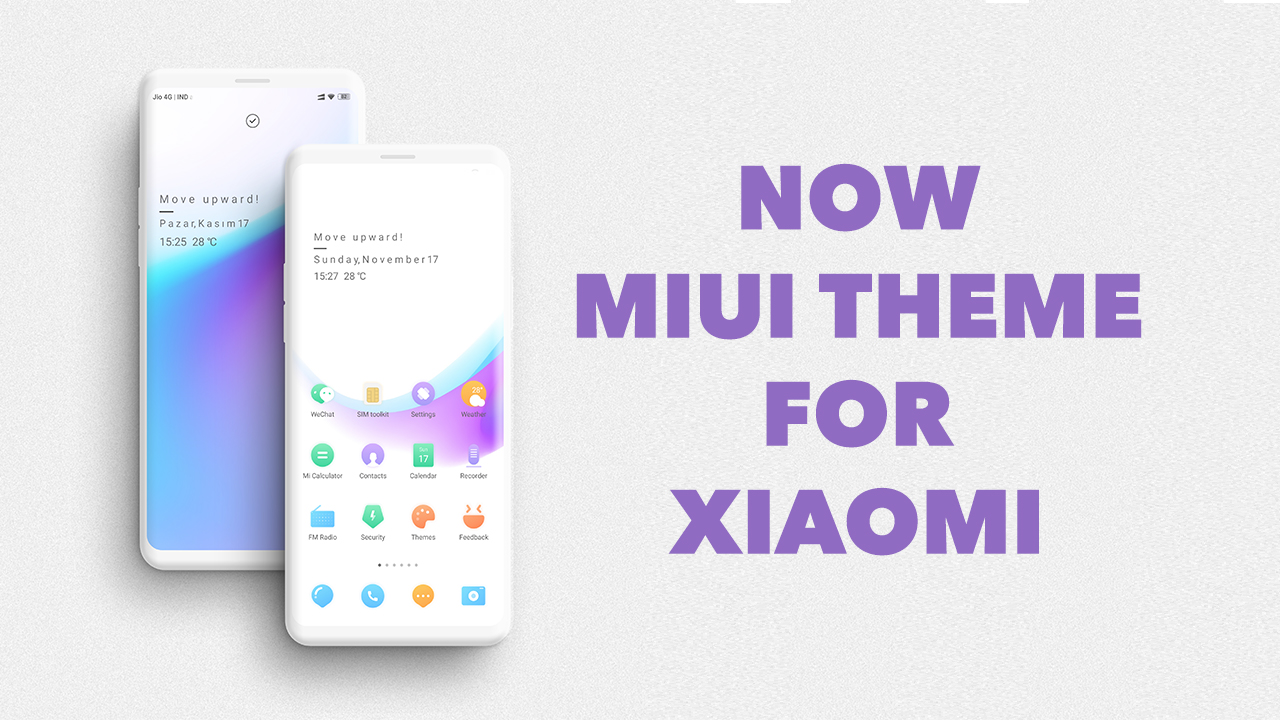 Jio 4G | IND
82
Move upward!
Pazar,Kasım17
15:25 28 ℃
Move upward!
Sunday,November17
15:27 28 ℃
28°
WeChat
SIM toolkit
Settings
Weather
17
Mi Calculator
Contacts
Calendar
Recorder
FM Radio
Security
Themes
Feedback
NOW
MIUI THEME
FOR
XIAOMI